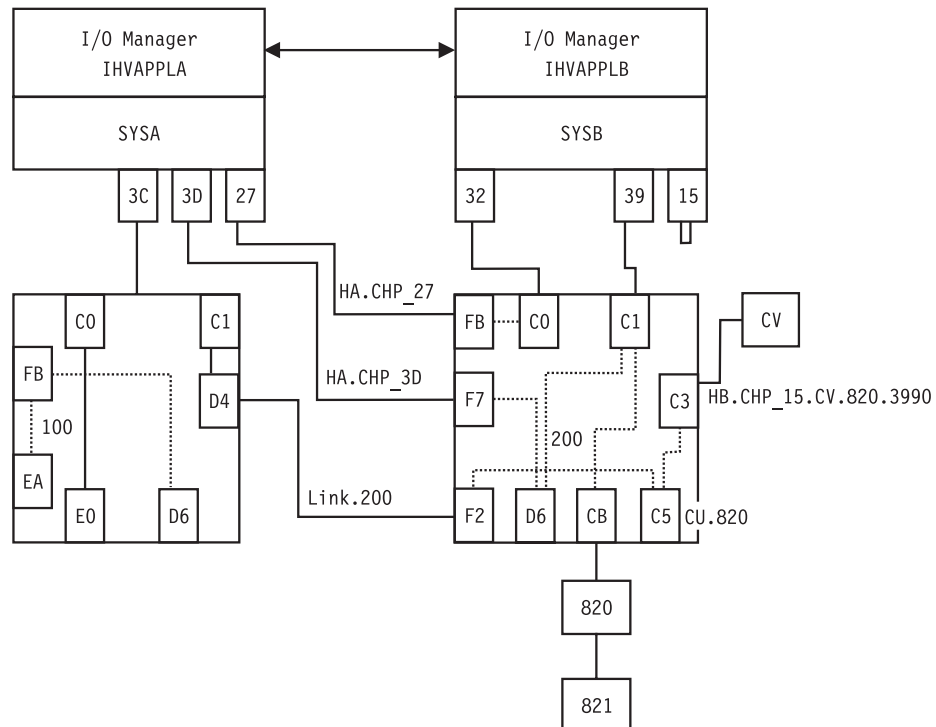 I/O Manager
IHVAPPLA
I/O Manager
IHVAPPLB
SYSA
SYSB
3C
3D
27
32
39
15
HA.CHP_27
C0
C1
FB
C0
C1
CV
FB
D4
HA.CHP_3D
F7
C3
HB.CHP_15.CV.820.3990
100
200
EA
Link.200
E0
D6
F2
D6
CB
C5
CU.820
820
821